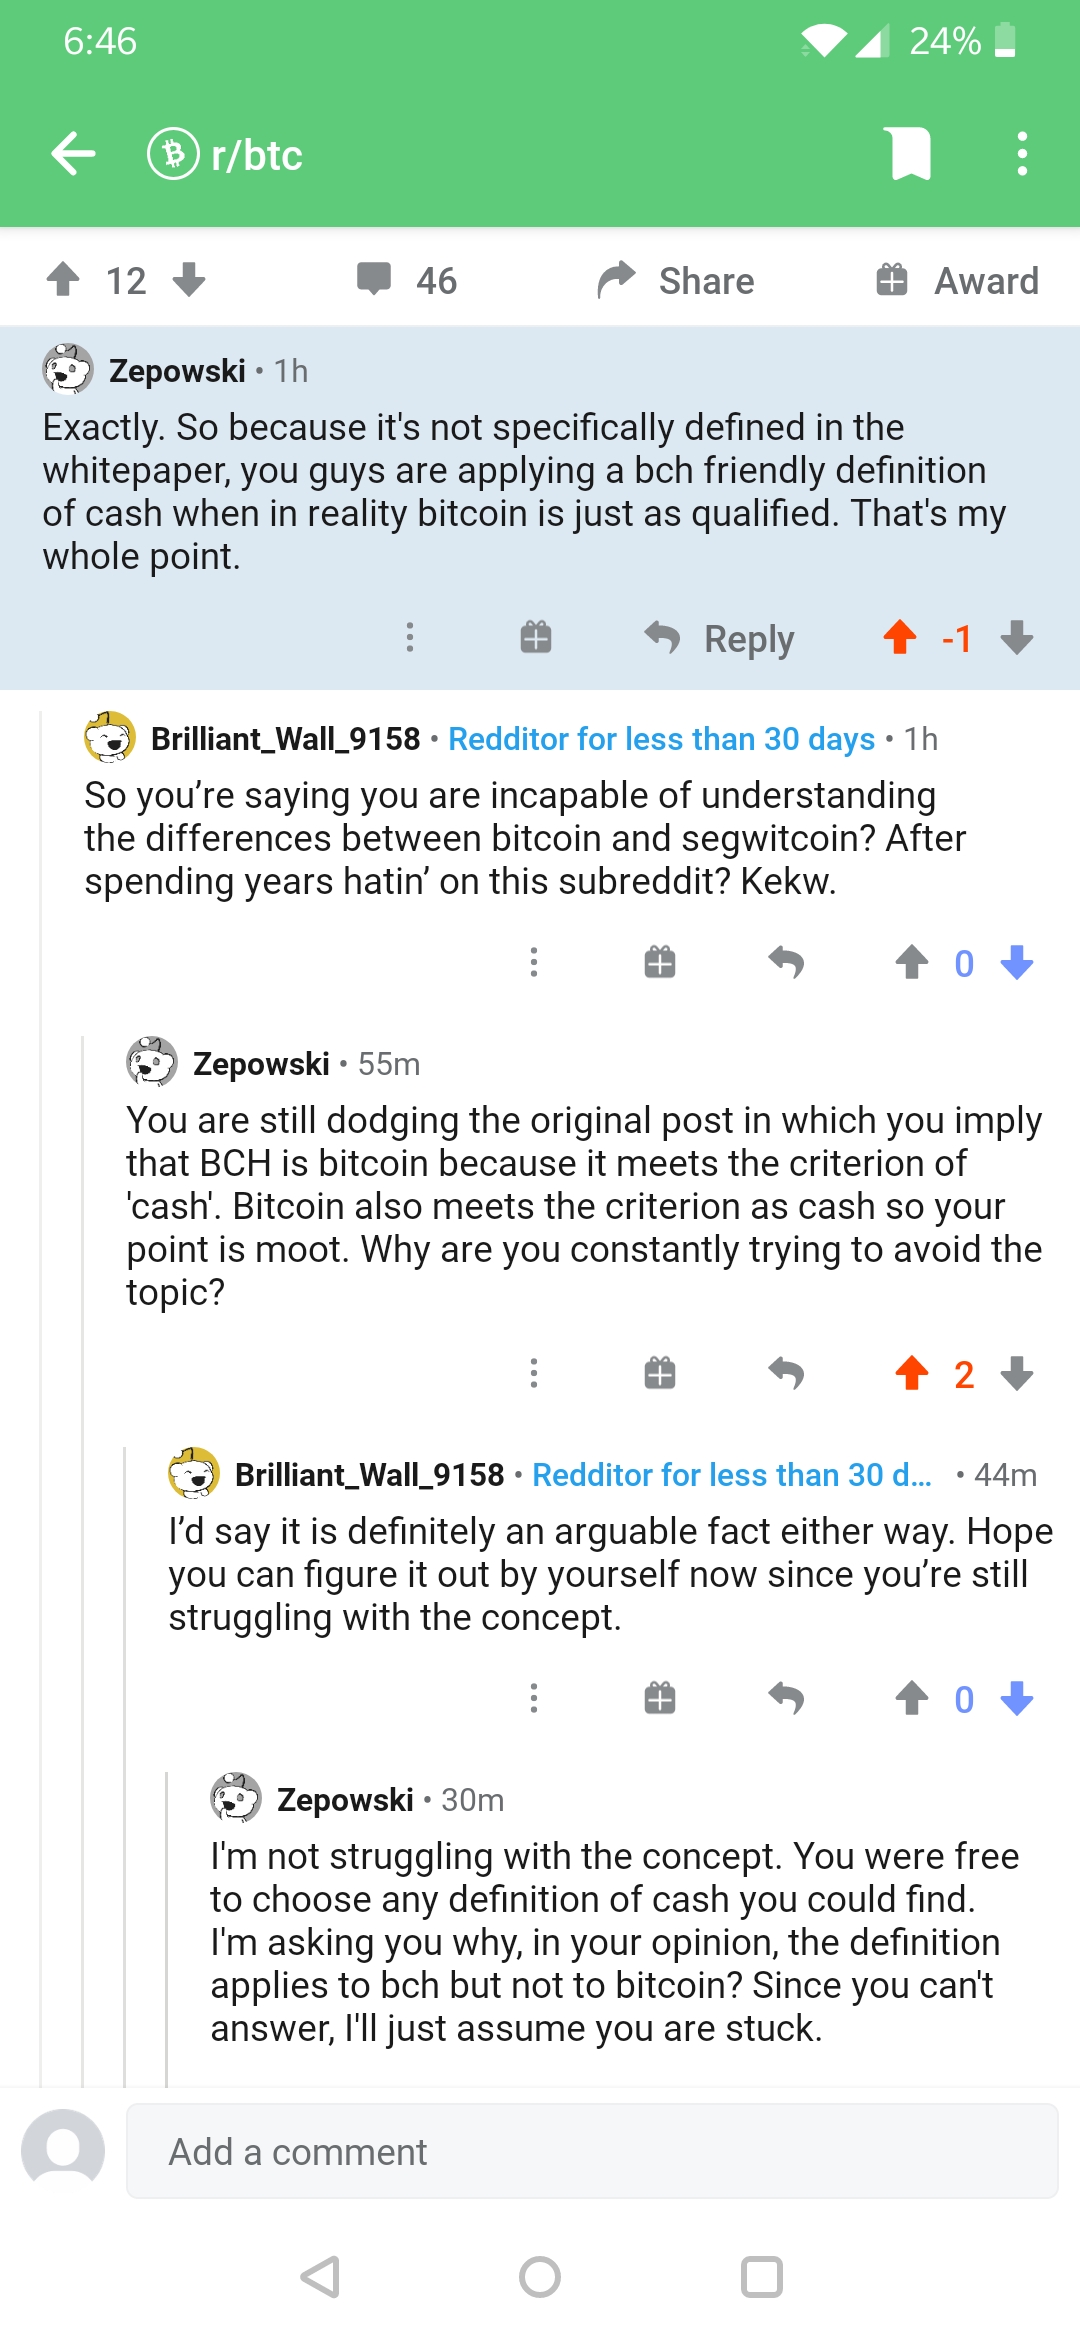 6:46
24%
r/btc
12
46
Share
Award
Zepowski • 1h
Exactly. So because it's not specifically defined in the
whitepaper, you guys are applying a bch friendly definition
of cash when in reality bitcoin is just as qualified. That's my
whole point.
Reply
-1
Brilliant_Wall_9158 • Redditor for less than 30 days • 1h
So you’re saying you are incapable of understanding
the differences between bitcoin and segwitcoin? After
spending years hatin’ on this subreddit? Kekw.
0
Zepowski • 55m
You are still dodging the original post in which you imply
that BCH is bitcoin because it meets the criterion of
'cash'. Bitcoin also meets the criterion as cash so your
point is moot. Why are you constantly trying to avoid the
topic?
2
Brilliant_Wall_9158 • Redditor for less than 30 d... • 44m
I’d say it is definitely an arguable fact either way. Hope
you can figure it out by yourself now since you’re still
struggling with the concept.
0
Zepowski • 30m
I'm not struggling with the concept. You were free
to choose any definition of cash you could find.
I'm asking you why, in your opinion, the definition
applies to bch but not to bitcoin? Since you can't
answer, I'll just assume you are stuck.
Add a comment